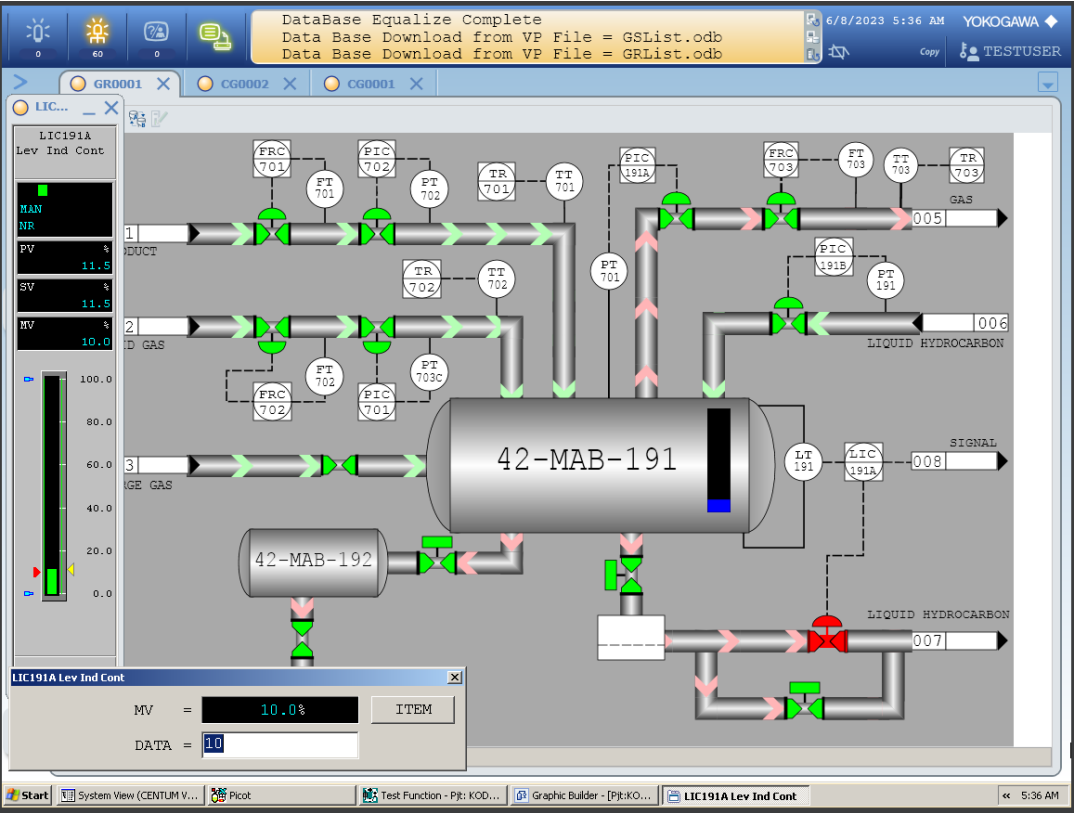 DataBase Equalize Complete
Data Base Download from VP File = GSList.odb
Data Base Download from VP File = GRList.odb
6/8/2023 5:36 AM
YOKOGAWA
0
60
0
Copy
TESTUSER
GR0001
CG0002
CG0001
LIC...
LIC191A
Lev Ind Cont
MAN
NR
PV %
11.5
SV %
11.5
MV %
10.0
100.0
80.0
60.0
40.0
20.0
0.0
FRC
701
FT
701
PIC
702
PT
702
TR
701
TT
701
PIC
191A
FRC
703
FT
703
TT
703
TR
703
GAS
005
1
DUCT
TR
702
TT
702
PT
701
PIC
191B
PT
191
006
LIQUID HYDROCARBON
2
D GAS
FRC
702
FT
702
PIC
701
PT
703C
3
RGE GAS
42-MAB-191
LT
191
LIC
191A
SIGNAL
008
42-MAB-192
LIQUID HYDROCARBON
007
LIC191A Lev Ind Cont
MV = 10.0%
ITEM
DATA = 10
Start
System View (CENTUM V...
Picot
Test Function - Pjt: KOD...
Graphic Builder - [Pjt:KO...
LIC191A Lev Ind Cont
5:36 AM